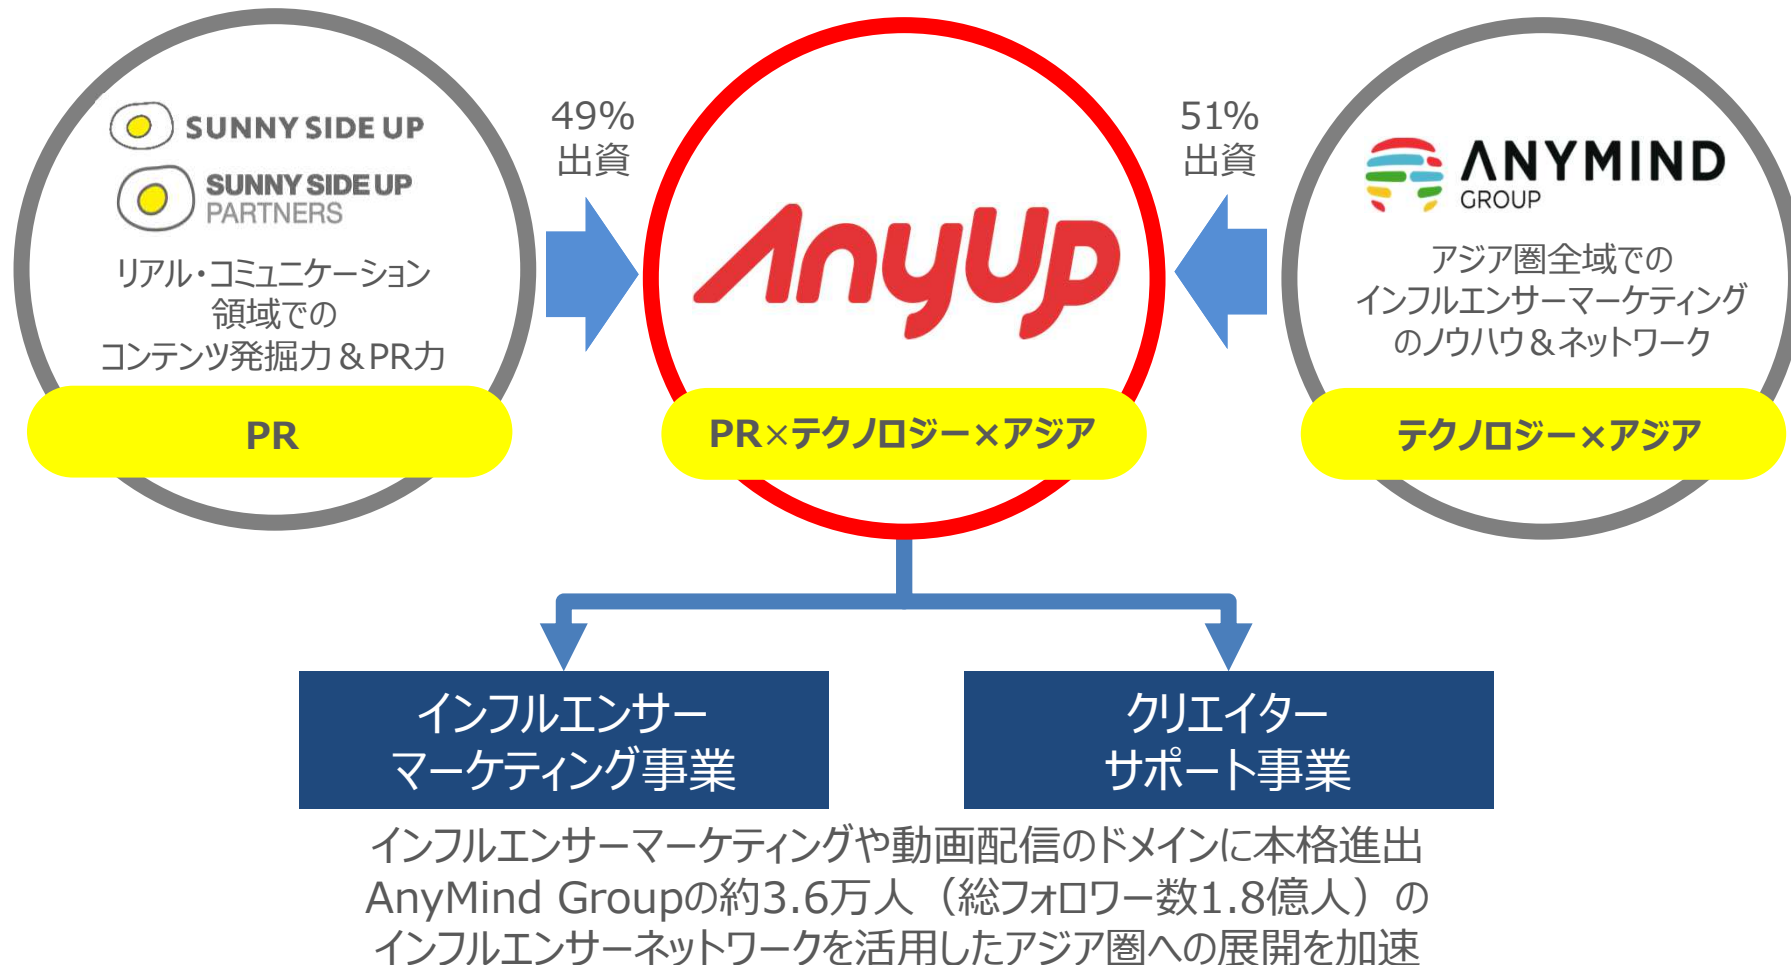 SUNNY SIDE UP
SUNNY SIDE UP
PARTNERS
リアル・コミュニケーション
領域での
コンテンツ発掘力&PR力
PR
49%
出資
AnyUp
PR×テクノロジー×アジア
51%
出資
ANYMIND
GROUP
アジア圏全域での
インフルエンサーマーケティング
のノウハウ&ネットワーク
テクノロジー×アジア
インフルエンサー
マーケティング事業
クリエイター
サポート事業
インフルエンサーマーケティングや動画配信のドメインに本格進出
AnyMind Groupの約3.6万人（総フォロワー数1.8億人）の
インフルエンサーネットワークを活用したアジア圏への展開を加速